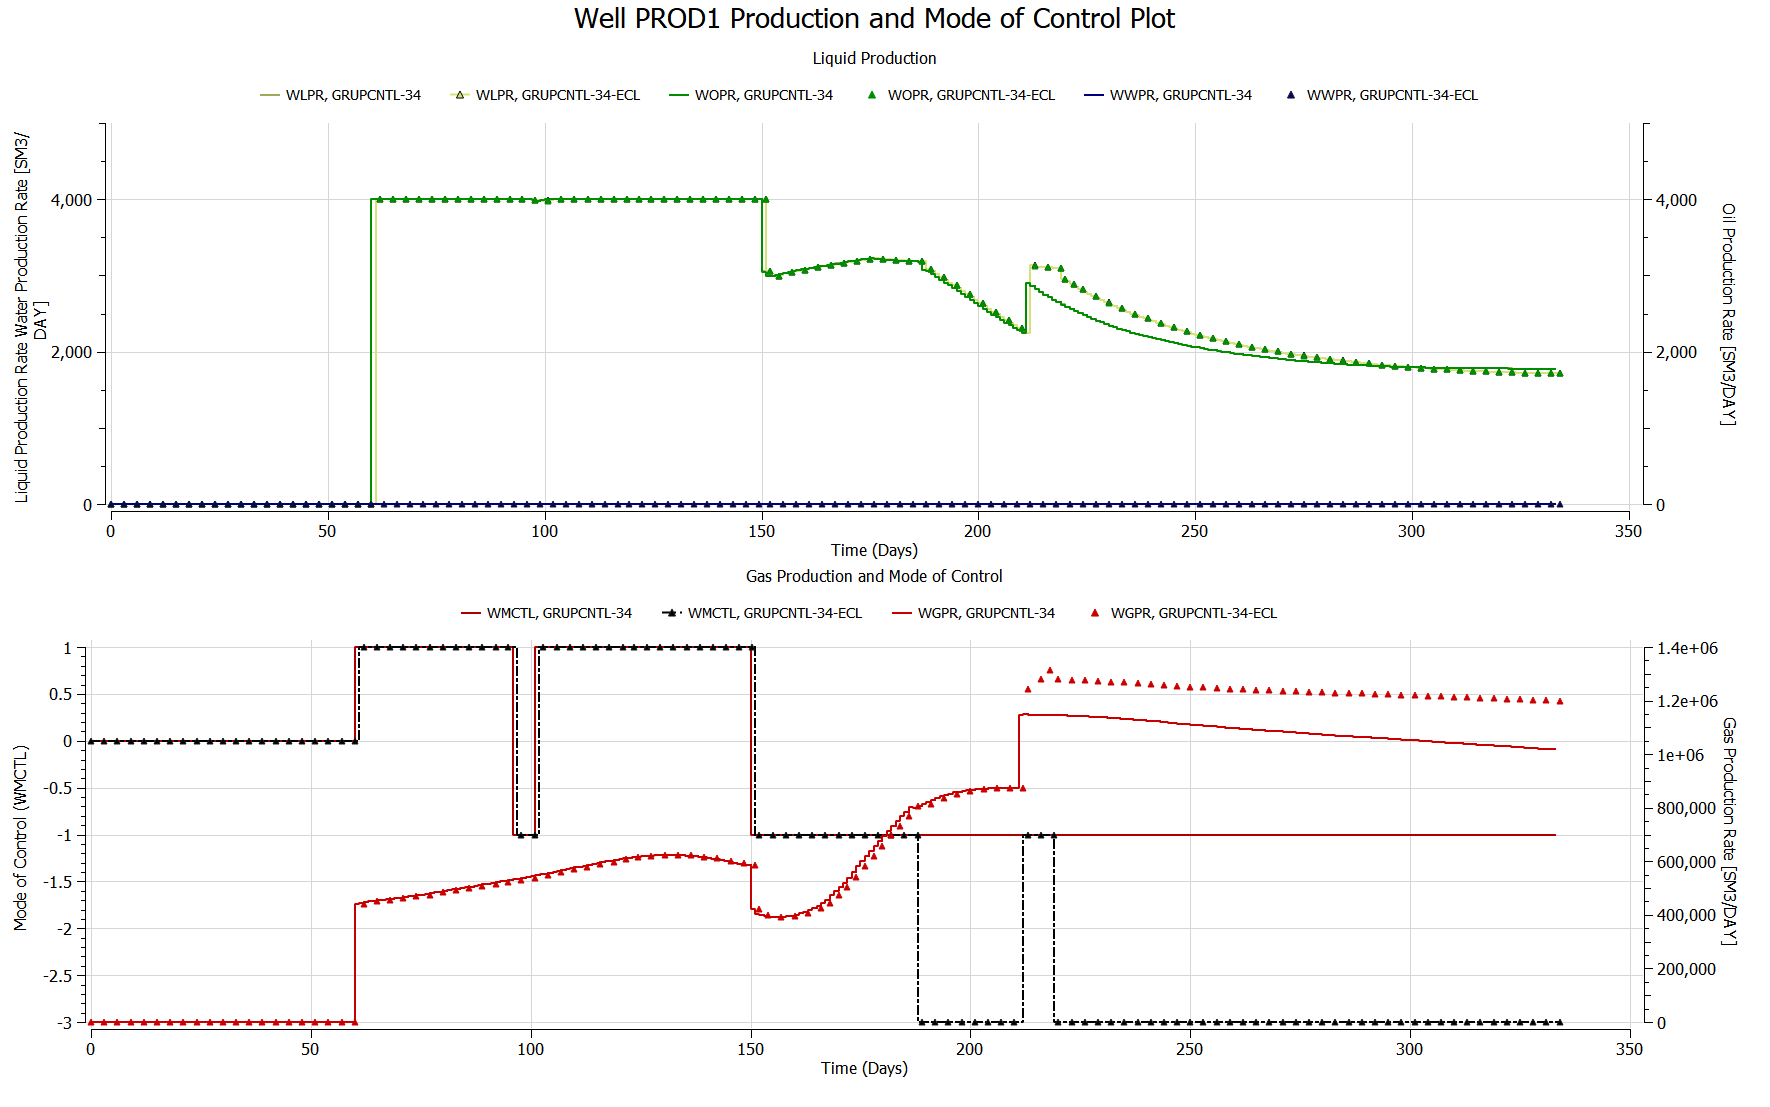 Well PROD1 Production and Mode of Control Plot
Liquid Production
WLPR, GRUPCNTL-34
WLPR, GRUPCNTL-34-ECL
WOPR, GRUPCNTL-34
WOPR, GRUPCNTL-34-ECL
WWPR, GRUPCNTL-34
WWPR, GRUPCNTL-34-ECL
Liquid Production Rate Water Production Rate [SM3/
DAY]
4,000
2,000
0
4,000
2,000
0
Oil Production Rate [SM3/DAY]
0 50 100 150 200 250 300 350
Time (Days)
Gas Production and Mode of Control
WMCTL, GRUPCNTL-34
WMCTL, GRUPCNTL-34-ECL
WGPR, GRUPCNTL-34
WGPR, GRUPCNTL-34-ECL
Mode of Control (WMCTL)
1
0.5
0
-0.5
-1
-1.5
-2
-2.5
-3
1.4e+06
1.2e+06
1e+06
800,000
600,000
400,000
200,000
0
Gas Production Rate [SM3/DAY]
0 50 100 150 200 250 300 350
Time (Days)